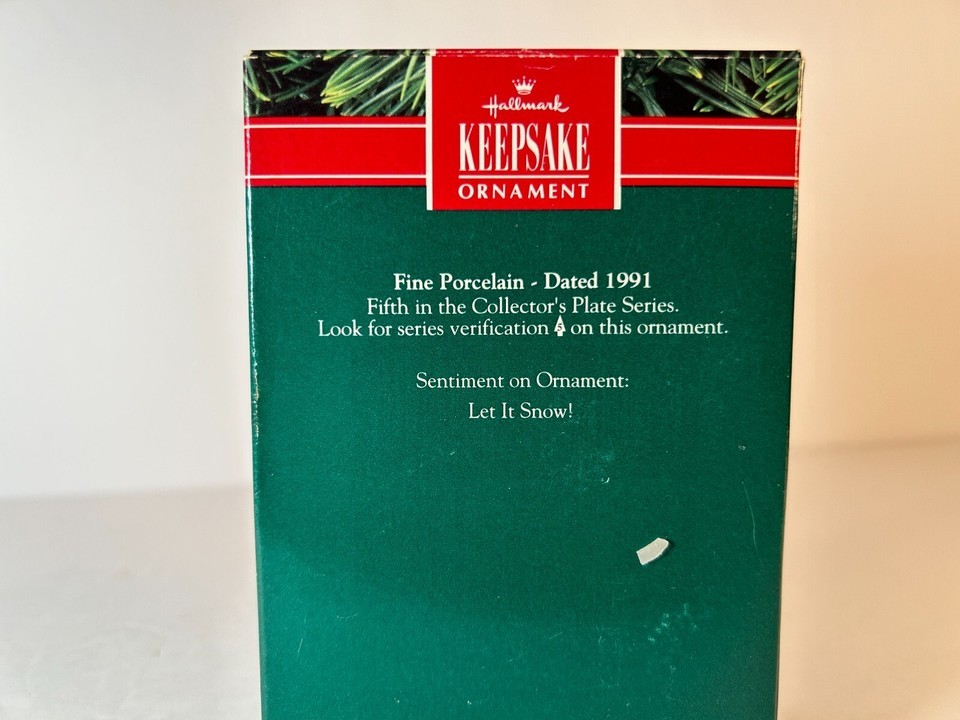 Hallmark
KEEPSAKE
ORNAMENT
Fine Porcelain - Dated 1991
Fifth in the Collector's Plate Series.
Look for series verification 5 on this ornament.
Sentiment on Ornament:
Let It Snow!